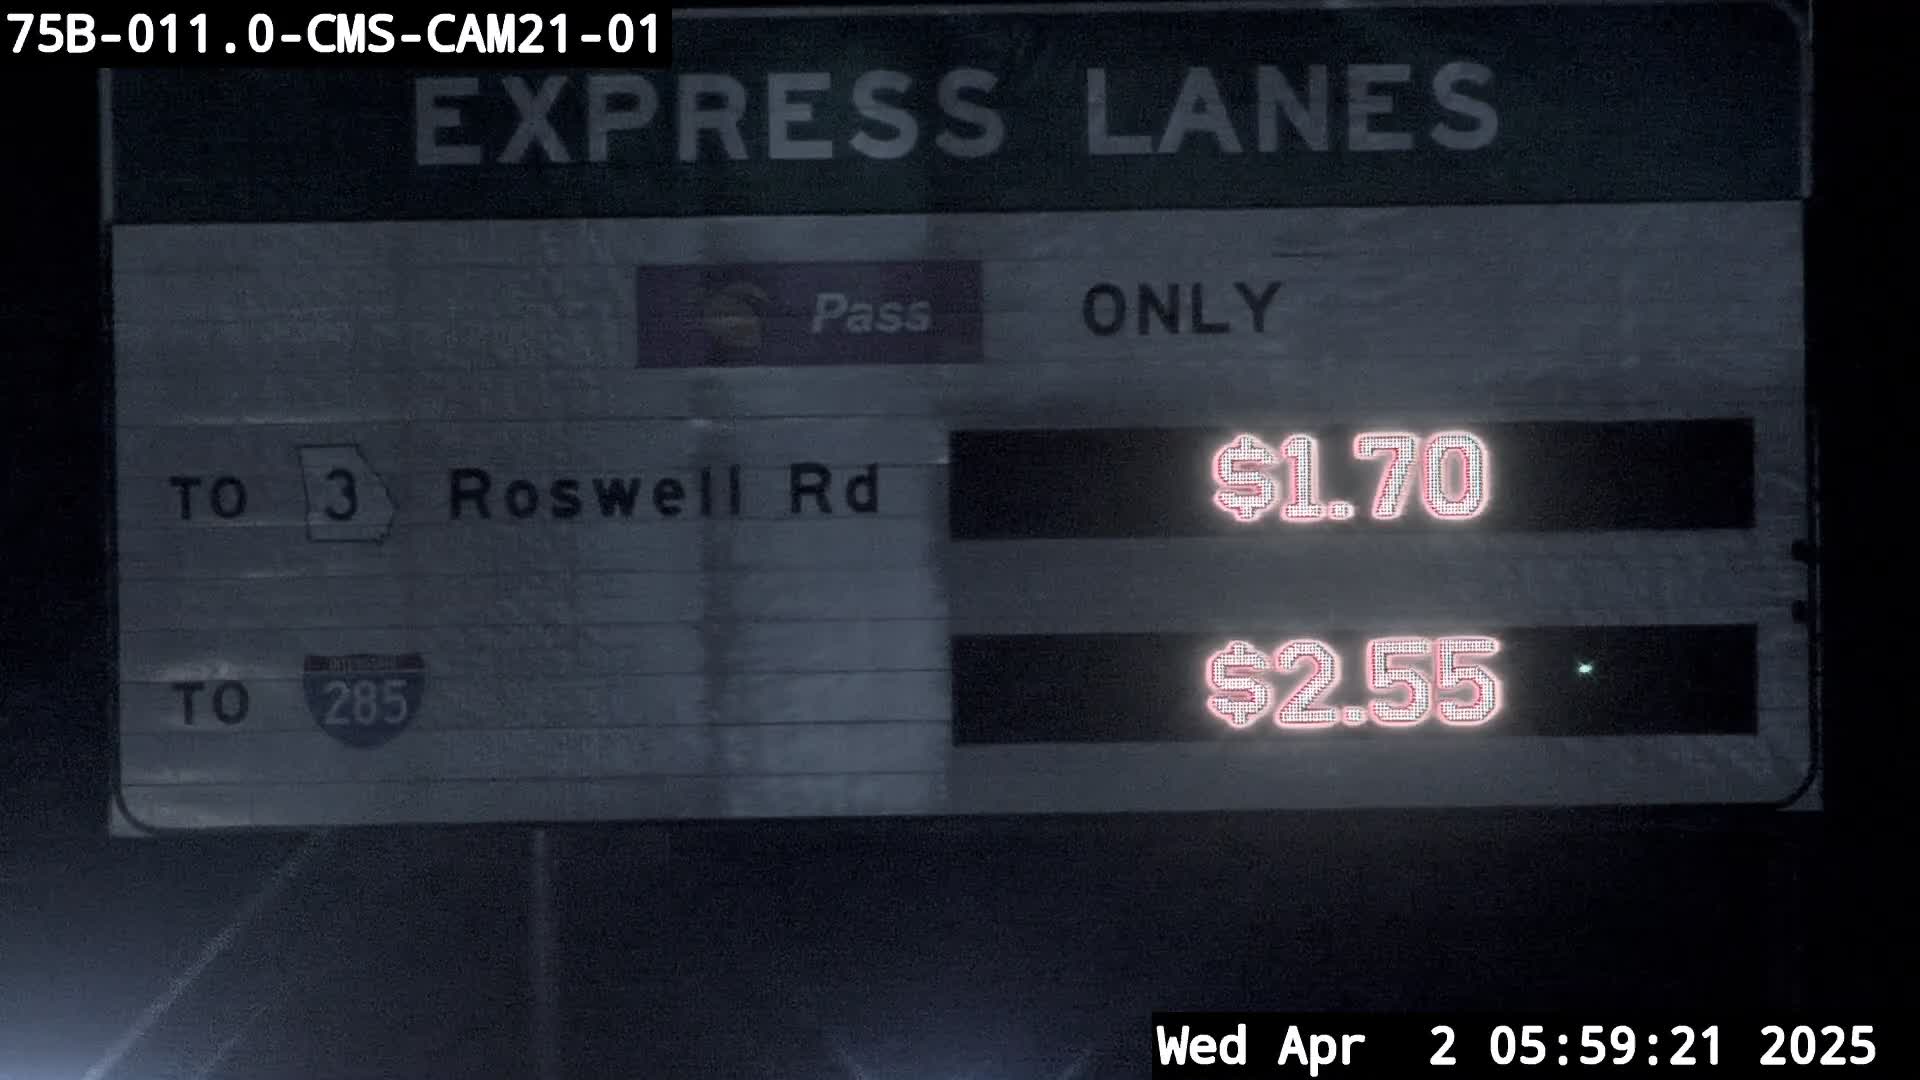 75B-011.0-CMS-CAM21-01
EXPRESS LANES
Pass ONLY
TO 3 Roswell Rd $1.70
INTERSTATE
TO 285 $2.55
Wed Apr 2 05:59:21 2025